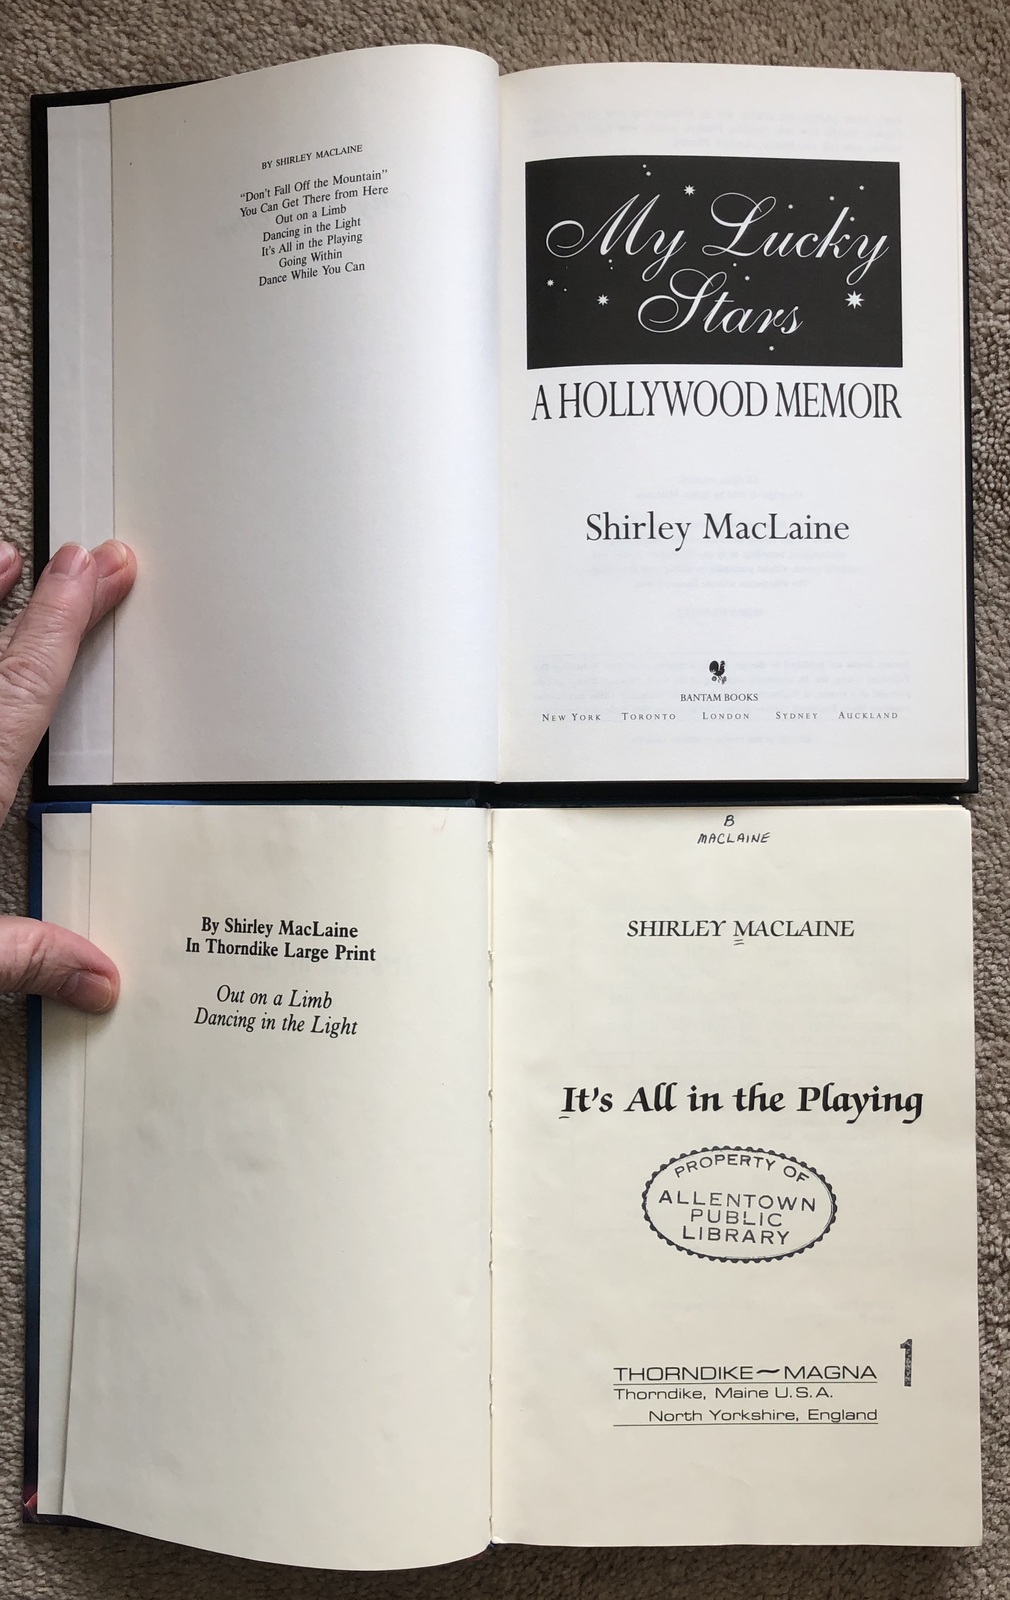 BY SHIRLEY MACLAINE
"Don't Fall Off the Mountain"
You Can Get There from Here
Out on a Limb
Dancing in the Light
It's All in the Playing
Going Within
Dance While You Can
My Lucky
Stars
A HOLLYWOOD MEMOIR
Shirley MacLaine
BANTAM BOOKS
NEW YORK TORONTO LONDON SYDNEY AUCKLAND
By Shirley MacLaine
In Thorndike Large Print
Out on a Limb
Dancing in the Light
B
MACLAINE
SHIRLEY MACLAINE
It's All in the Playing
PROPERTY OF
ALLENTOWN
PUBLIC
LIBRARY
THORNDIKE~MAGNA
Thorndike, Maine U.S.A.
North Yorkshire, England
1